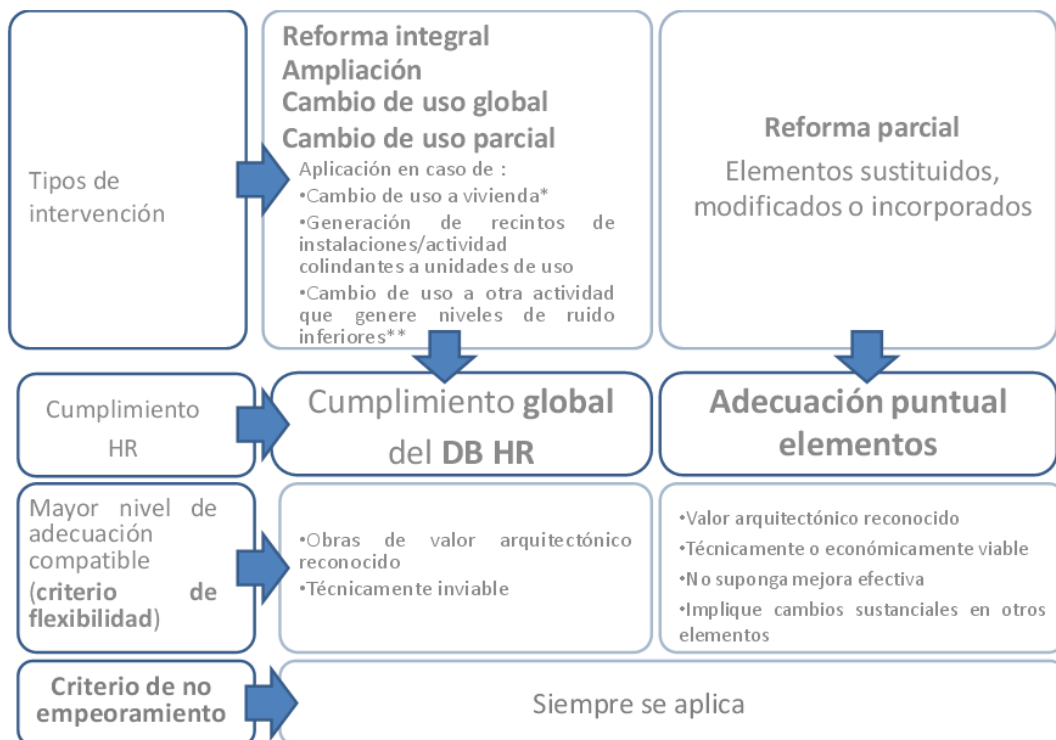 Tipos de
intervención
Reforma integral
Ampliación
Cambio de uso global
Cambio de uso parcial
Aplicación en caso de :
•Cambio de uso a vivienda*
•Generación de recintos de
instalaciones/actividad
colindantes a unidades de uso
•Cambio de uso a otra actividad
que genere niveles de ruido
inferiores**
Reforma parcial
Elementos sustituidos,
modificados o incorporados
Cumplimiento
HR
Cumplimiento global
del DB HR
Adecuación puntual
elementos
Mayor nivel de
adecuación
compatible
(criterio de
flexibilidad)
•Obras de valor arquitectónico
reconocido
•Técnicamente inviable
•Valor arquitectónico reconocido
•Técnicamente o económicamente viable
•No suponga mejora efectiva
•Implique cambios sustanciales en otros
elementos
Criterio de no
empeoramiento
Siempre se aplica